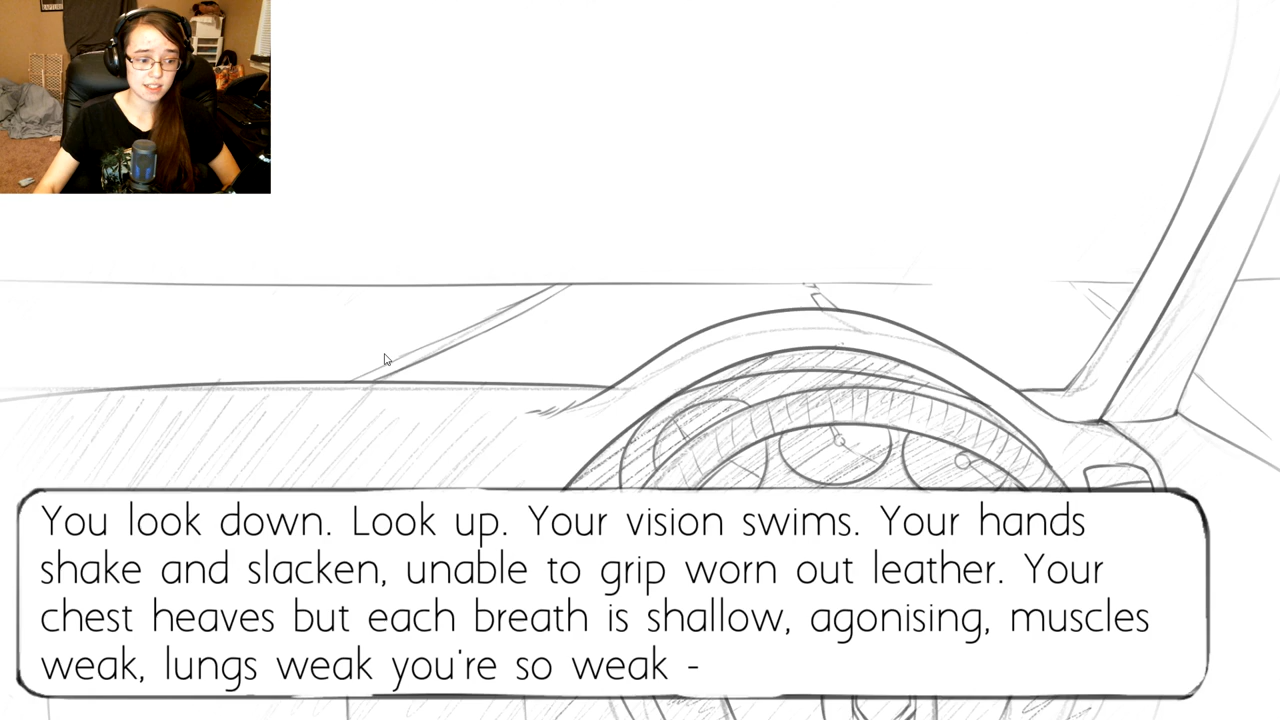 You look down. Look up. Your vision swims. Your hands
shake and slacken, unable to grip worn out leather. Your
chest heaves but each breath is shallow, agonising, muscles
weak, lungs weak you're so weak -